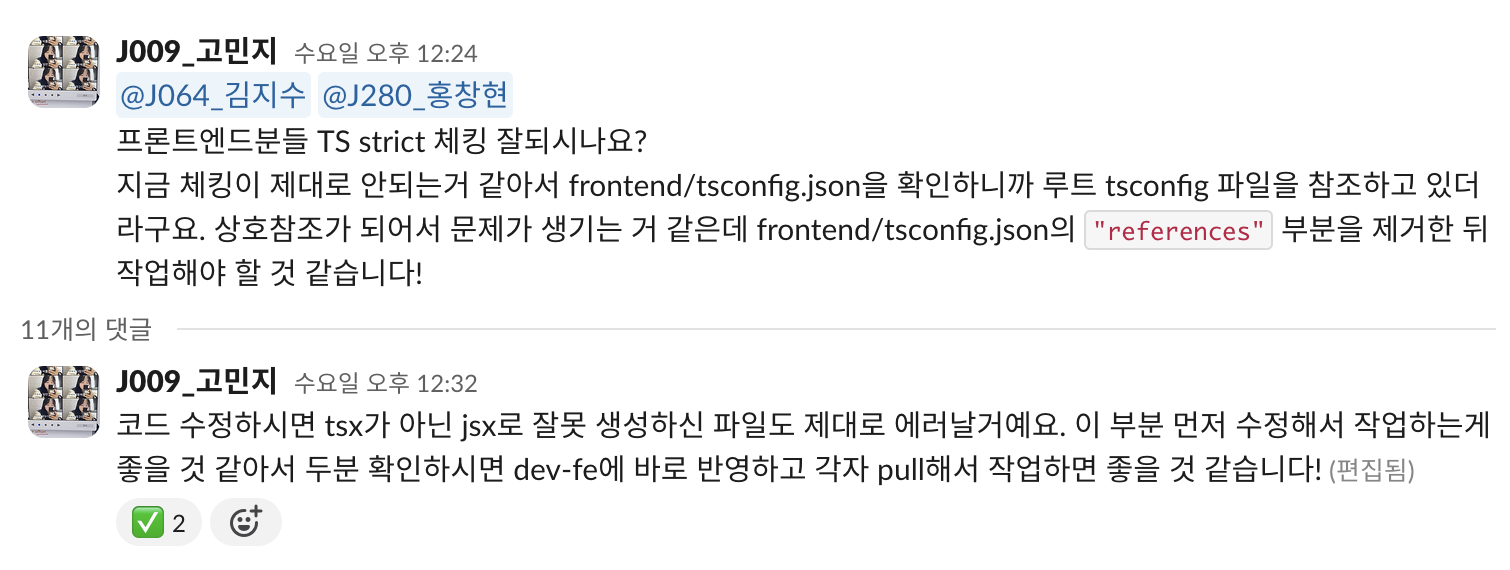 J009_고민지 수요일 오후 12:24
@J064_김지수 @J280_홍창현
프론트엔드분들 TS strict 체킹 잘되시나요?
지금 체킹이 제대로 안되는거 같아서 frontend/tsconfig.json을 확인하니까 루트 tsconfig 파일을 참조하고 있더
라구요. 상호참조가 되어서 문제가 생기는 거 같은데 frontend/tsconfig.json의 "references" 부분을 제거한 뒤
작업해야 할 것 같습니다!
11개의 댓글
J009_고민지 수요일 오후 12:32
코드 수정하시면 tsx가 아닌 jsx로 잘못 생성하신 파일도 제대로 에러날거예요. 이 부분 먼저 수정해서 작업하는게
좋을 것 같아서 두분 확인하시면 dev-fe에 바로 반영하고 각자 pull해서 작업하면 좋을 것 같습니다! (편집됨)
2